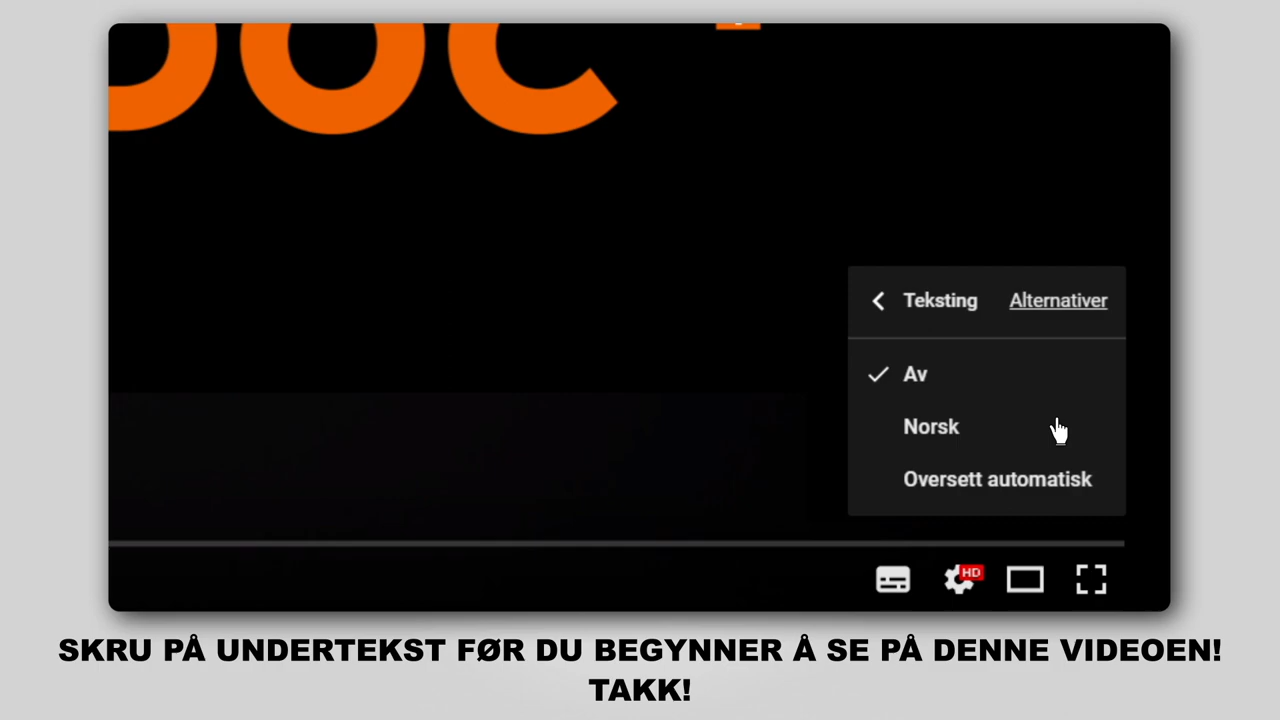 Teksting Alternativer
Av
Norsk
Oversett automatisk
HD
SKRU PÅ UNDERTEKST FØR DU BEGYNNER Å SE PÅ DENNE VIDEOEN!
TAKK!